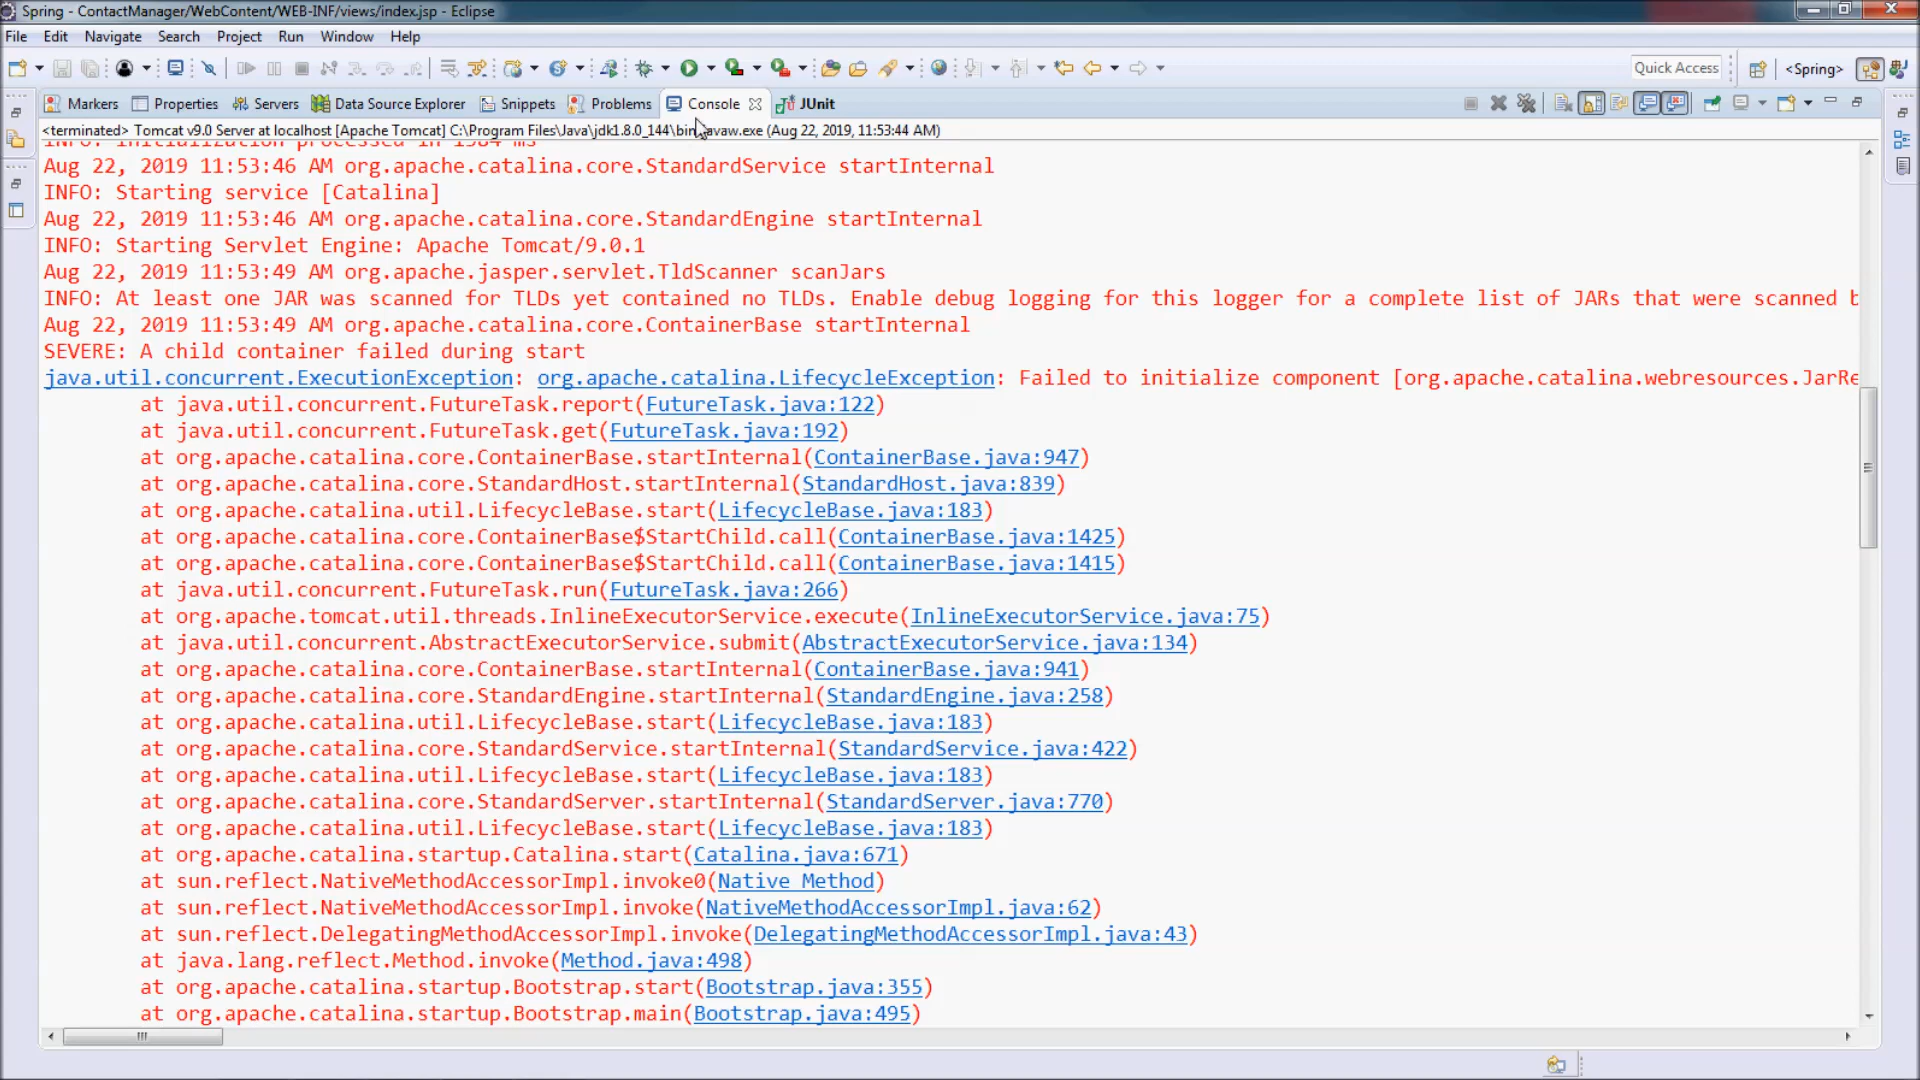 Spring - ContactManager/WebContent/WEB-INF/views/index.jsp - Eclipse
File Edit Navigate Search Project Run Window Help
Quick Access <Spring>
Markers Properties Servers Data Source Explorer Snippets Problems Console JUnit
<terminated> Tomcat v9.0 Server at localhost [Apache Tomcat] C:\Program Files\Java\jdk1.8.0_144\bin\javaw.exe (Aug 22, 2019, 11:53:44 AM)
INFO: Initialization processed in 1984 ms
Aug 22, 2019 11:53:46 AM org.apache.catalina.core.StandardService startInternal
INFO: Starting service [Catalina]
Aug 22, 2019 11:53:46 AM org.apache.catalina.core.StandardEngine startInternal
INFO: Starting Servlet Engine: Apache Tomcat/9.0.1
Aug 22, 2019 11:53:49 AM org.apache.jasper.servlet.TldScanner scanJars
INFO: At least one JAR was scanned for TLDs yet contained no TLDs. Enable debug logging for this logger for a complete list of JARs that were scanned b
Aug 22, 2019 11:53:49 AM org.apache.catalina.core.ContainerBase startInternal
SEVERE: A child container failed during start
java.util.concurrent.ExecutionException: org.apache.catalina.LifecycleException: Failed to initialize component [org.apache.catalina.webresources.JarRe
at java.util.concurrent.FutureTask.report(FutureTask.java:122)
at java.util.concurrent.FutureTask.get(FutureTask.java:192)
at org.apache.catalina.core.ContainerBase.startInternal(ContainerBase.java:947)
at org.apache.catalina.core.StandardHost.startInternal(StandardHost.java:839)
at org.apache.catalina.util.LifecycleBase.start(LifecycleBase.java:183)
at org.apache.catalina.core.ContainerBase$StartChild.call(ContainerBase.java:1425)
at org.apache.catalina.core.ContainerBase$StartChild.call(ContainerBase.java:1415)
at java.util.concurrent.FutureTask.run(FutureTask.java:266)
at org.apache.tomcat.util.threads.InlineExecutorService.execute(InlineExecutorService.java:75)
at java.util.concurrent.AbstractExecutorService.submit(AbstractExecutorService.java:134)
at org.apache.catalina.core.ContainerBase.startInternal(ContainerBase.java:941)
at org.apache.catalina.core.StandardEngine.startInternal(StandardEngine.java:258)
at org.apache.catalina.util.LifecycleBase.start(LifecycleBase.java:183)
at org.apache.catalina.core.StandardService.startInternal(StandardService.java:422)
at org.apache.catalina.util.LifecycleBase.start(LifecycleBase.java:183)
at org.apache.catalina.core.StandardServer.startInternal(StandardServer.java:770)
at org.apache.catalina.util.LifecycleBase.start(LifecycleBase.java:183)
at org.apache.catalina.startup.Catalina.start(Catalina.java:671)
at sun.reflect.NativeMethodAccessorImpl.invoke0(Native Method)
at sun.reflect.NativeMethodAccessorImpl.invoke(NativeMethodAccessorImpl.java:62)
at sun.reflect.DelegatingMethodAccessorImpl.invoke(DelegatingMethodAccessorImpl.java:43)
at java.lang.reflect.Method.invoke(Method.java:498)
at org.apache.catalina.startup.Bootstrap.start(Bootstrap.java:355)
at org.apache.catalina.startup.Bootstrap.main(Bootstrap.java:495)